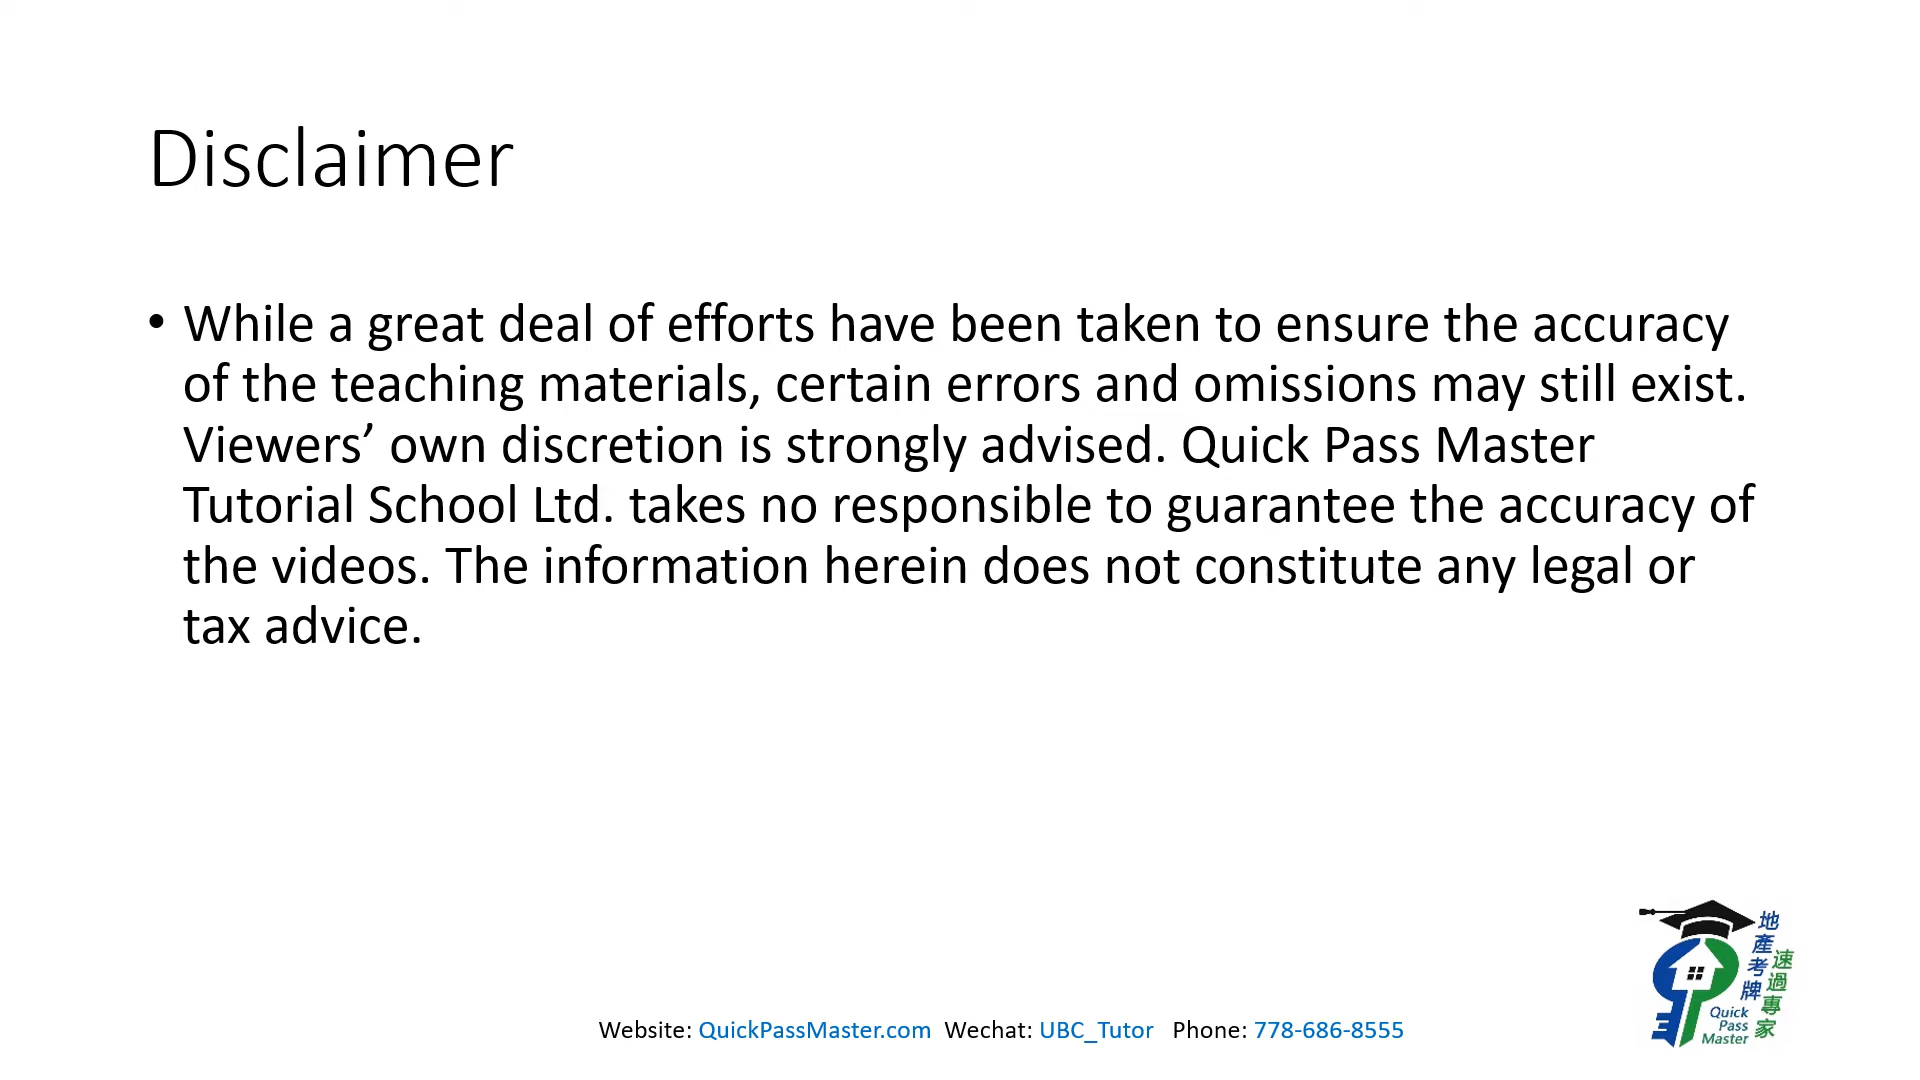 Disclaimer
• While a great deal of efforts have been taken to ensure the accuracy
of the teaching materials, certain errors and omissions may still exist.
Viewers’ own discretion is strongly advised. Quick Pass Master
Tutorial School Ltd. takes no responsible to guarantee the accuracy of
the videos. The information herein does not constitute any legal or
tax advice.
地產考牌
速過專家
Quick
Pass
Master
Website: QuickPassMaster.com Wechat: UBC_Tutor Phone: 778-686-8555